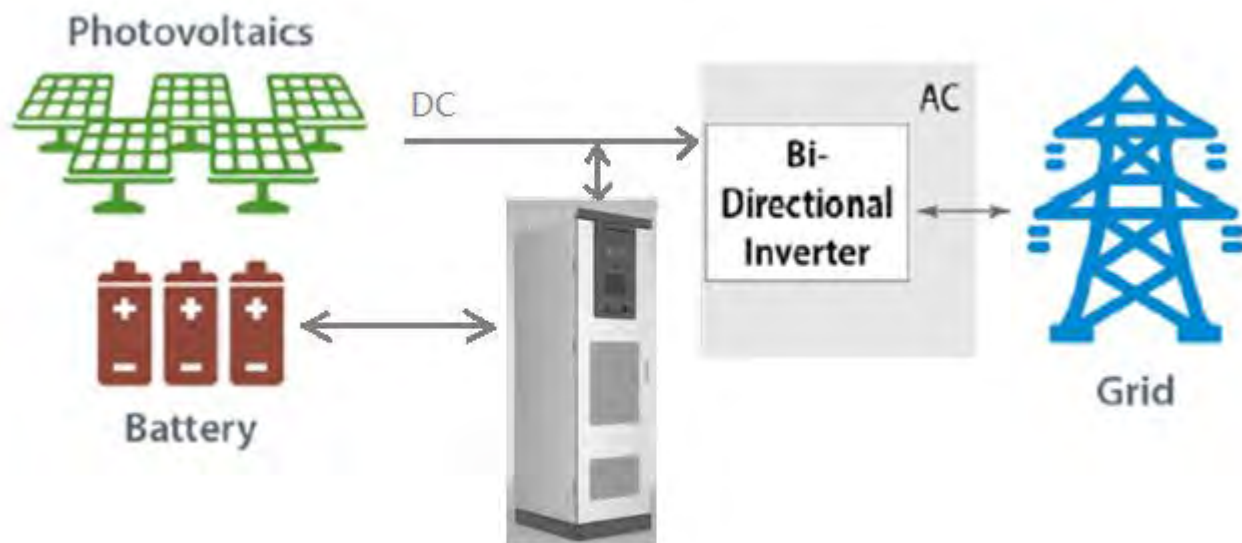 Photovoltaics
DC
AC
Bi-
Directional
Inverter
Battery
Grid